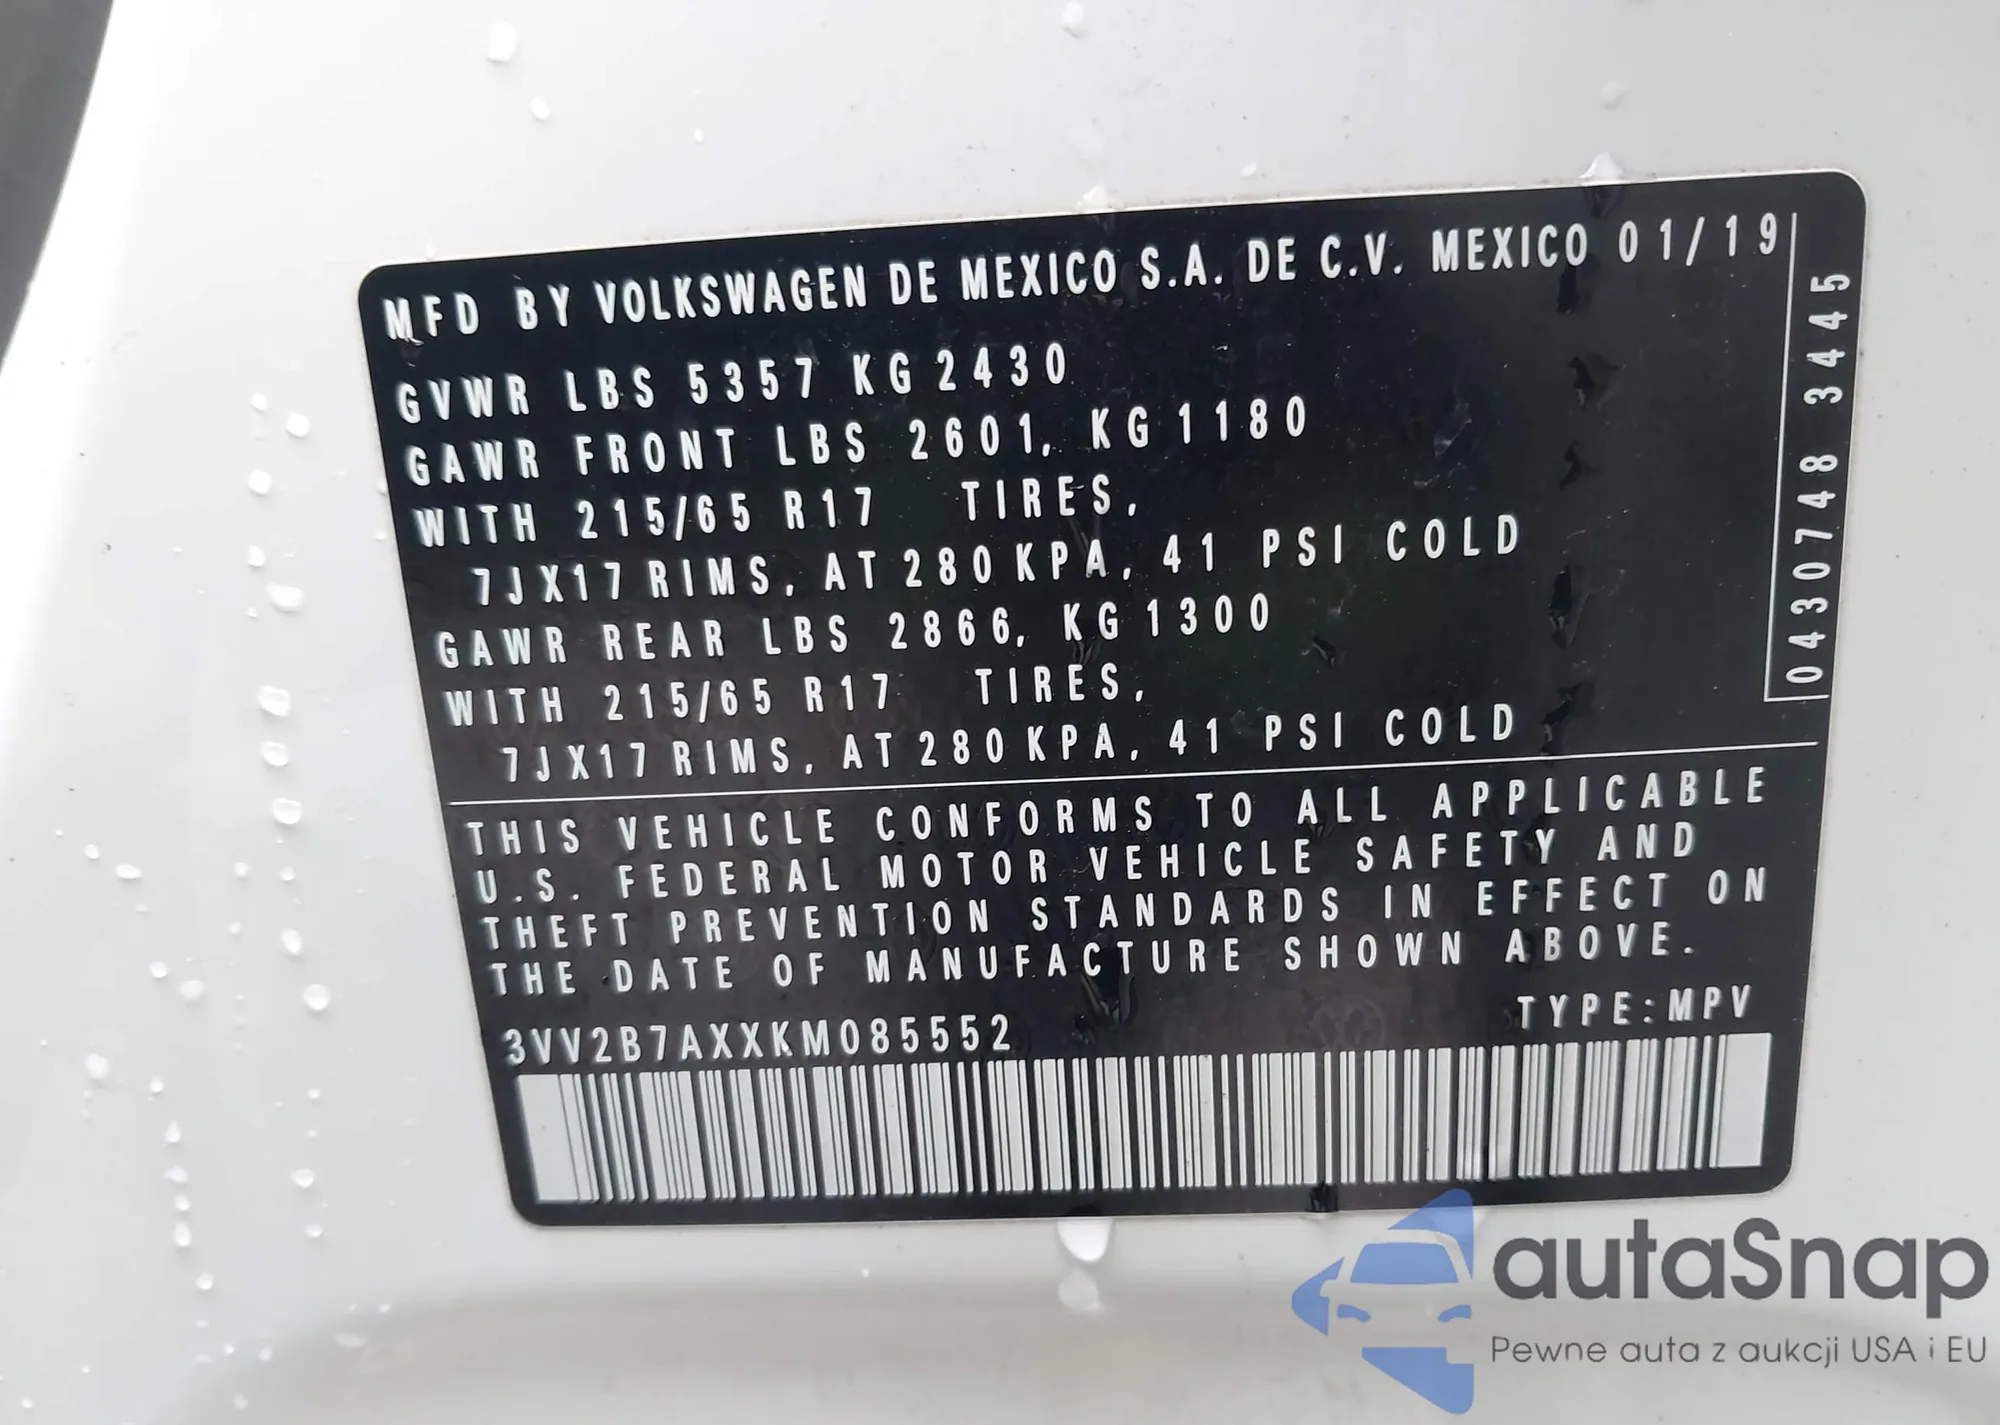 MFD BY VOLKSWAGEN DE MEXICO S.A. DE C.V. MEXICO 01/19
GVWR LBS 5357 KG 2430
GAWR FRONT LBS 2601, KG 1180
WITH 215/65 R17 TIRES,
7JX17 RIMS, AT 280 KPA, 41 PSI COLD
GAWR REAR LBS 2866, KG 1300
WITH 215/65 R17 TIRES,
7JX17 RIMS, AT 280 KPA, 41 PSI COLD
0430748 3445
THIS VEHICLE CONFORMS TO ALL APPLICABLE
U.S. FEDERAL MOTOR VEHICLE SAFETY AND
THEFT PREVENTION STANDARDS IN EFFECT ON
THE DATE OF MANUFACTURE SHOWN ABOVE.
3VV2B7AXXKM085552 TYPE:MPV
autaSnap
Pewne auta z aukcji USA i EU